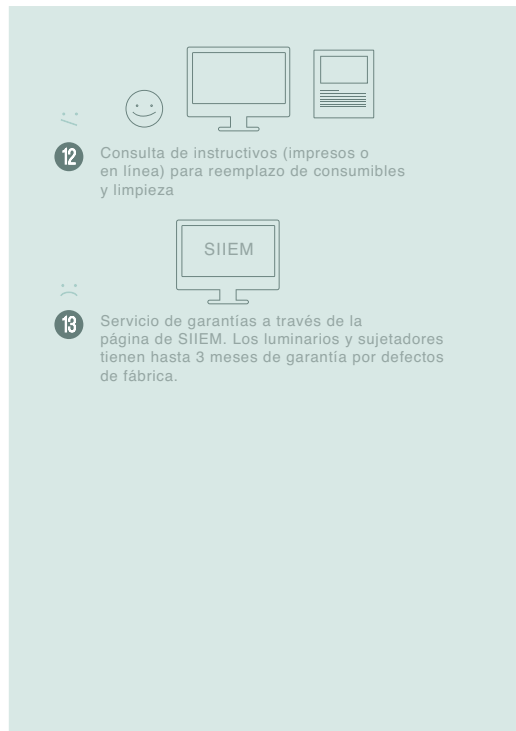 12
Consulta de instructivos (impresos o
en línea) para reemplazo de consumibles
y limpieza
SIIEM
13
Servicio de garantías a través de la
página de SIIEM. Los luminarios y sujetadores
tienen hasta 3 meses de garantía por defectos
de fábrica.